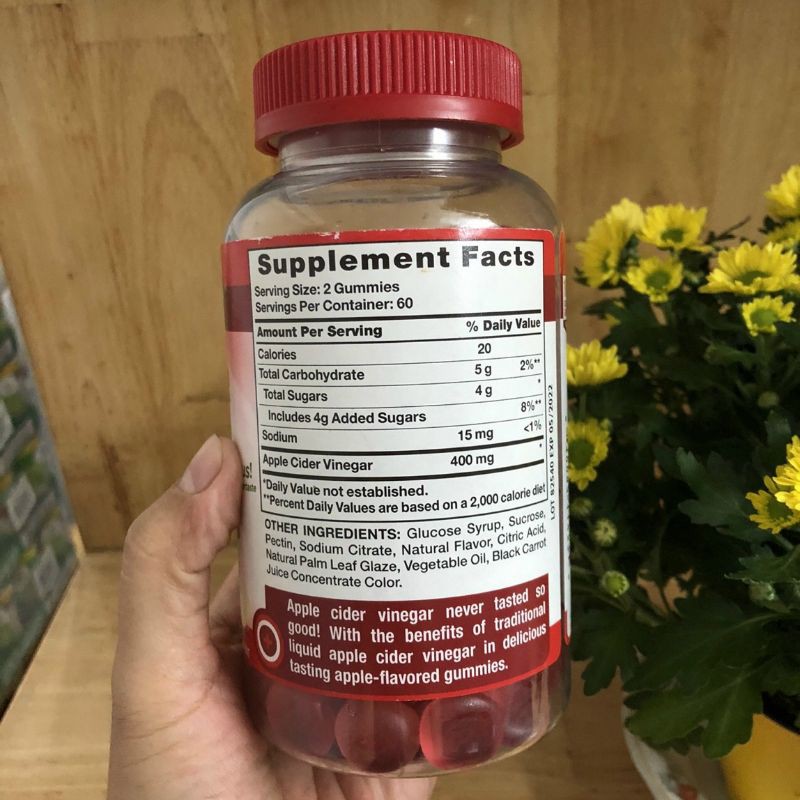 Supplement Facts
Serving Size: 2 Gummies
Servings Per Container: 60
Amount Per Serving % Daily Value
Calories 20
Total Carbohydrate 5 g 2%**
Total Sugars 4 g *
Includes 4g Added Sugars 8%**
Sodium 15 mg <1%
Apple Cider Vinegar 400 mg *
*Daily Value not established.
**Percent Daily Values are based on a 2,000 calorie diet
OTHER INGREDIENTS: Glucose Syrup, Sucrose,
Pectin, Sodium Citrate, Natural Flavor, Citric Acid,
Natural Palm Leaf Glaze, Vegetable Oil, Black Carrot
Juice Concentrate Color.
Apple cider vinegar never tasted so
good! With the benefits of traditional
liquid apple cider vinegar in delicious
tasting apple-flavored gummies.
LOT 82540 EXP 05/2022